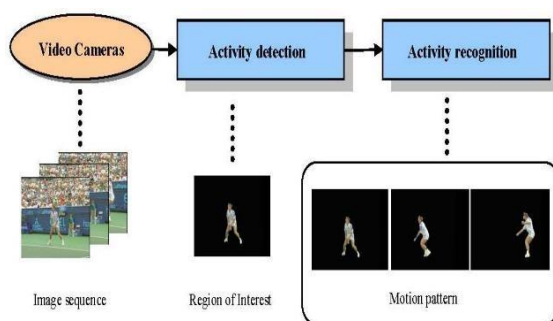 Video Cameras
Activity detection
Activity recognition
Image sequence
Region of Interest
Motion pattern